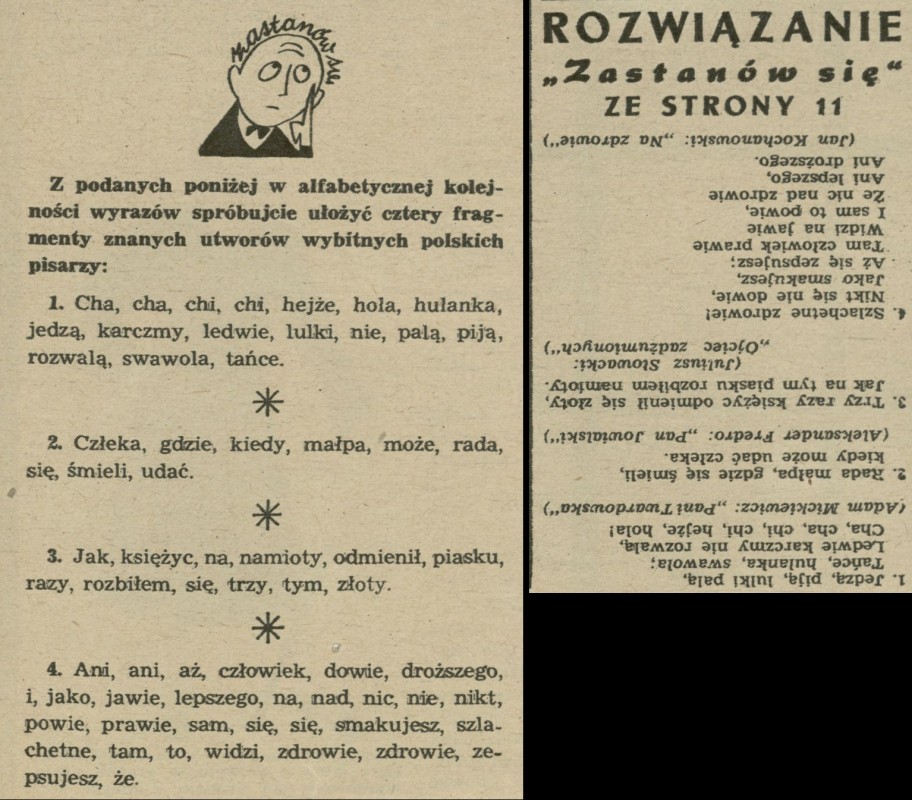 zastanów się
Z podanych poniżej w alfabetycznej kolej-
ności wyrazów spróbujcie ułożyć cztery frag-
menty znanych utworów wybitnych polskich
pisarzy:
1. Cha, cha, chi, chi, hejże, hola, hulanka,
jedzą, karczmy, ledwie, lulki, nie, palą, piją,
rozwalą, swawola, tańce.
2. Człeka, gdzie, kiedy, małpa, może, rada,
się, śmieli, udać.
3. Jak, księżyc, na, namioty, odmienił, piasku,
razy, rozbiłem, się, trzy, tym, złoty.
4. Ani, ani, aż, człowiek, dowie, droższego,
i, jako, jawie, lepszego, na, nad, nic, nie, nikt,
powie, prawie, sam, się, się, smakujesz, szla-
chetne, tam, to, widzi, zdrowie, zdrowie, ze-
psujesz, że.
ROZWIĄZANIE
„Zastanów się“
ZE STRONY 11
1. Jedzą, piją, lulki palą,
Tańce, hulanka, swawola;
Ledwie karczmy nie rozwalą,
Cha, cha, chi, chi, hejże, hola!
(Adam Mickiewicz: „Pani Twardowska“)
2. Rada małpa, gdzie się śmieli,
kiedy może udać człeka.
(Aleksander Fredro: „Pan Jowialski“)
3. Trzy razy księżyc odmienił się złoty,
Jak na tym piasku rozbiłem namioty.
(Juliusz Słowacki:
„Ojciec zadżumionych“)
4. Szlachetne zdrowie!
Nikt się nie dowie,
Jako smakujesz,
Aż się zepsujesz;
Tam człowiek prawie
Widzi na jawie
I sam to powie,
Że nic nad zdrowie
Ani lepszego,
Ani droższego.
(Jan Kochanowski: „Na zdrowie“)